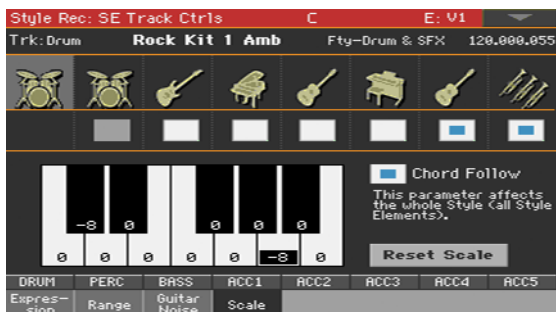 Style Rec: SE Track Ctrls C E: V1
Trk:Drum Rock Kit 1 Amb Fty-Drum & SFX 120.000.055
Chord Follow
This parameter affects
the whole Style (all Style
Elements).
-8 0 0 0 0
0 0 0 0 0 -8 0
Reset Scale
DRUM PERC BASS ACC1 ACC2 ACC3 ACC4 ACC5
Expres-
sion Range Guitar
Noise Scale